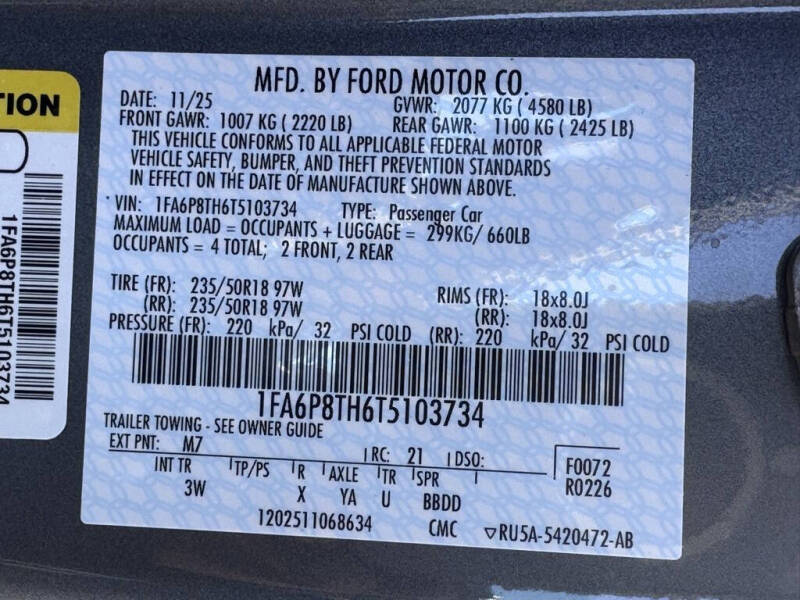 TION
1FA6P8TH6T5103734
MFD. BY FORD MOTOR CO.
DATE: 11/25 GVWR: 2077 KG ( 4580 LB)
FRONT GAWR: 1007 KG ( 2220 LB) REAR GAWR: 1100 KG ( 2425 LB)
THIS VEHICLE CONFORMS TO ALL APPLICABLE FEDERAL MOTOR
VEHICLE SAFETY, BUMPER, AND THEFT PREVENTION STANDARDS
IN EFFECT ON THE DATE OF MANUFACTURE SHOWN ABOVE.
VIN: 1FA6P8TH6T5103734 TYPE: Passenger Car
MAXIMUM LOAD = OCCUPANTS + LUGGAGE = 299KG/ 660LB
OCCUPANTS = 4 TOTAL; 2 FRONT, 2 REAR
TIRE (FR): 235/50R18 97W RIMS (FR): 18x8.0J
(RR): 235/50R18 97W (RR): 18x8.0J
PRESSURE (FR): 220 kPa/ 32 PSI COLD (RR): 220 kPa/ 32 PSI COLD
1FA6P8TH6T5103734
TRAILER TOWING - SEE OWNER GUIDE
EXT PNT: M7 RC: 21 DSO: F0072
INT TR TP/PS R AXLE TR SPR R0226
3W X YA U BBDD
1202511068634 CMC ▽RU5A-5420472-AB